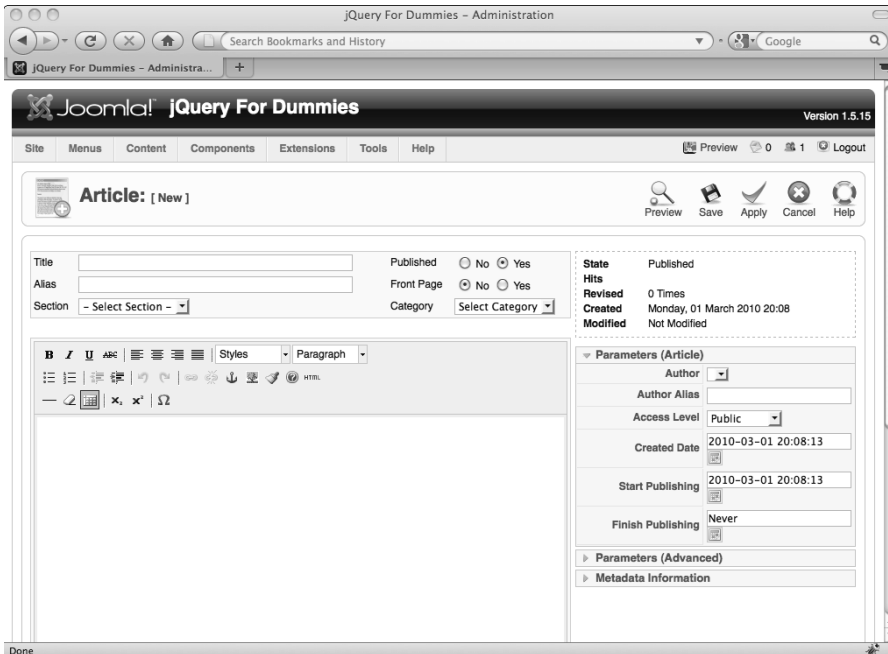 jQuery For Dummies – Administration
Search Bookmarks and History
Google
jQuery For Dummies – Administra...
Joomla! jQuery For Dummies
Version 1.5.15
Site Menus Content Components Extensions Tools Help
Preview 0 1 Logout
Article: [ New ]
Preview Save Apply Cancel Help
Title
Published No Yes
Alias
Front Page No Yes
Section – Select Section –
Category Select Category
State Published
Hits
Revised 0 Times
Created Monday, 01 March 2010 20:08
Modified Not Modified
B I U ABC Styles Paragraph
HTML
x₂ x² Ω
Parameters (Article)
Author
Author Alias
Access Level Public
Created Date 2010-03-01 20:08:13
Start Publishing 2010-03-01 20:08:13
Finish Publishing Never
Parameters (Advanced)
Metadata Information
Done